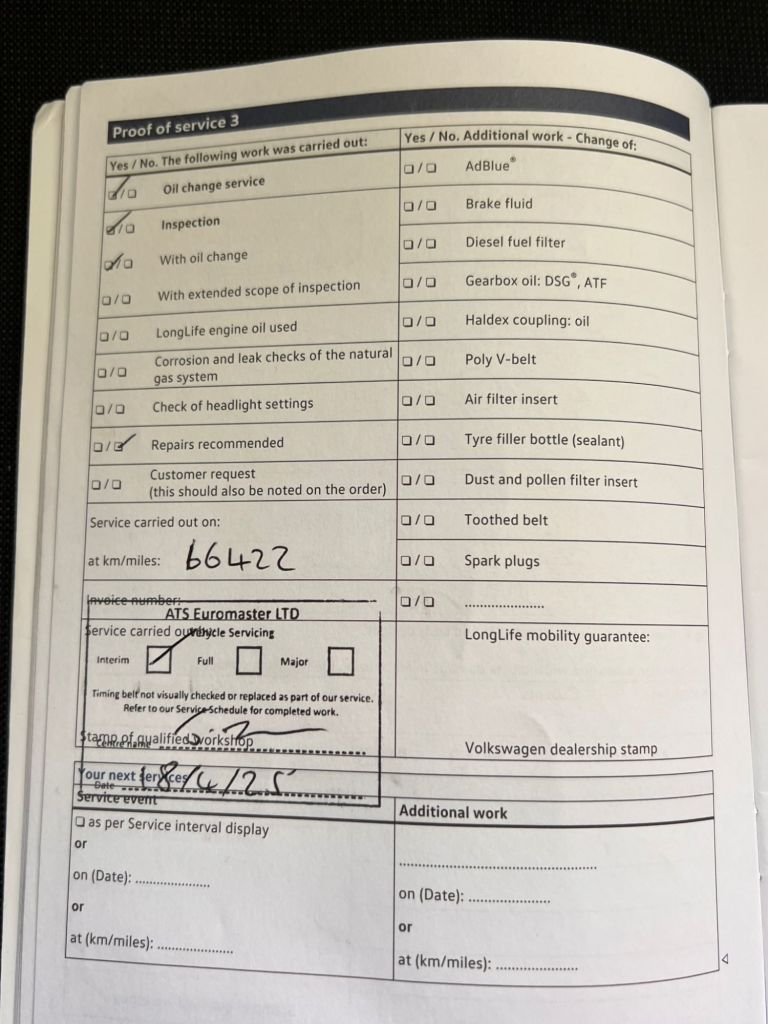 Proof of service 3
Yes / No. The following work was carried out:
☑/☐ Oil change service
☑/☐ Inspection
☑/☐ With oil change
☐/☐ With extended scope of inspection
☐/☐ LongLife engine oil used
☐/☐ Corrosion and leak checks of the natural
gas system
☐/☐ Check of headlight settings
☐/☑ Repairs recommended
☐/☐ Customer request
(this should also be noted on the order)
Service carried out on:
at km/miles: 66422
Invoice number:
ATS Euromaster LTD
Service carried out by:
Vehicle Servicing
Interim ☑ Full ☐ Major ☐
Timing belt not visually checked or replaced as part of our service.
Refer to our Service Schedule for completed work.
Stamp of qualified workshop
Centre name
Your next services
Date 18/4/25
Yes / No. Additional work - Change of:
☐/☐ AdBlue®
☐/☐ Brake fluid
☐/☐ Diesel fuel filter
☐/☐ Gearbox oil: DSG®, ATF
☐/☐ Haldex coupling: oil
☐/☐ Poly V-belt
☐/☐ Air filter insert
☐/☐ Tyre filler bottle (sealant)
☐/☐ Dust and pollen filter insert
☐/☐ Toothed belt
☐/☐ Spark plugs
☐/☐ ......................
LongLife mobility guarantee:
Volkswagen dealership stamp
Service event
☐ as per Service interval display
or
on (Date): ....................
or
at (km/miles): ....................
Additional work
..................................................
on (Date): ......................
or
at (km/miles): ......................